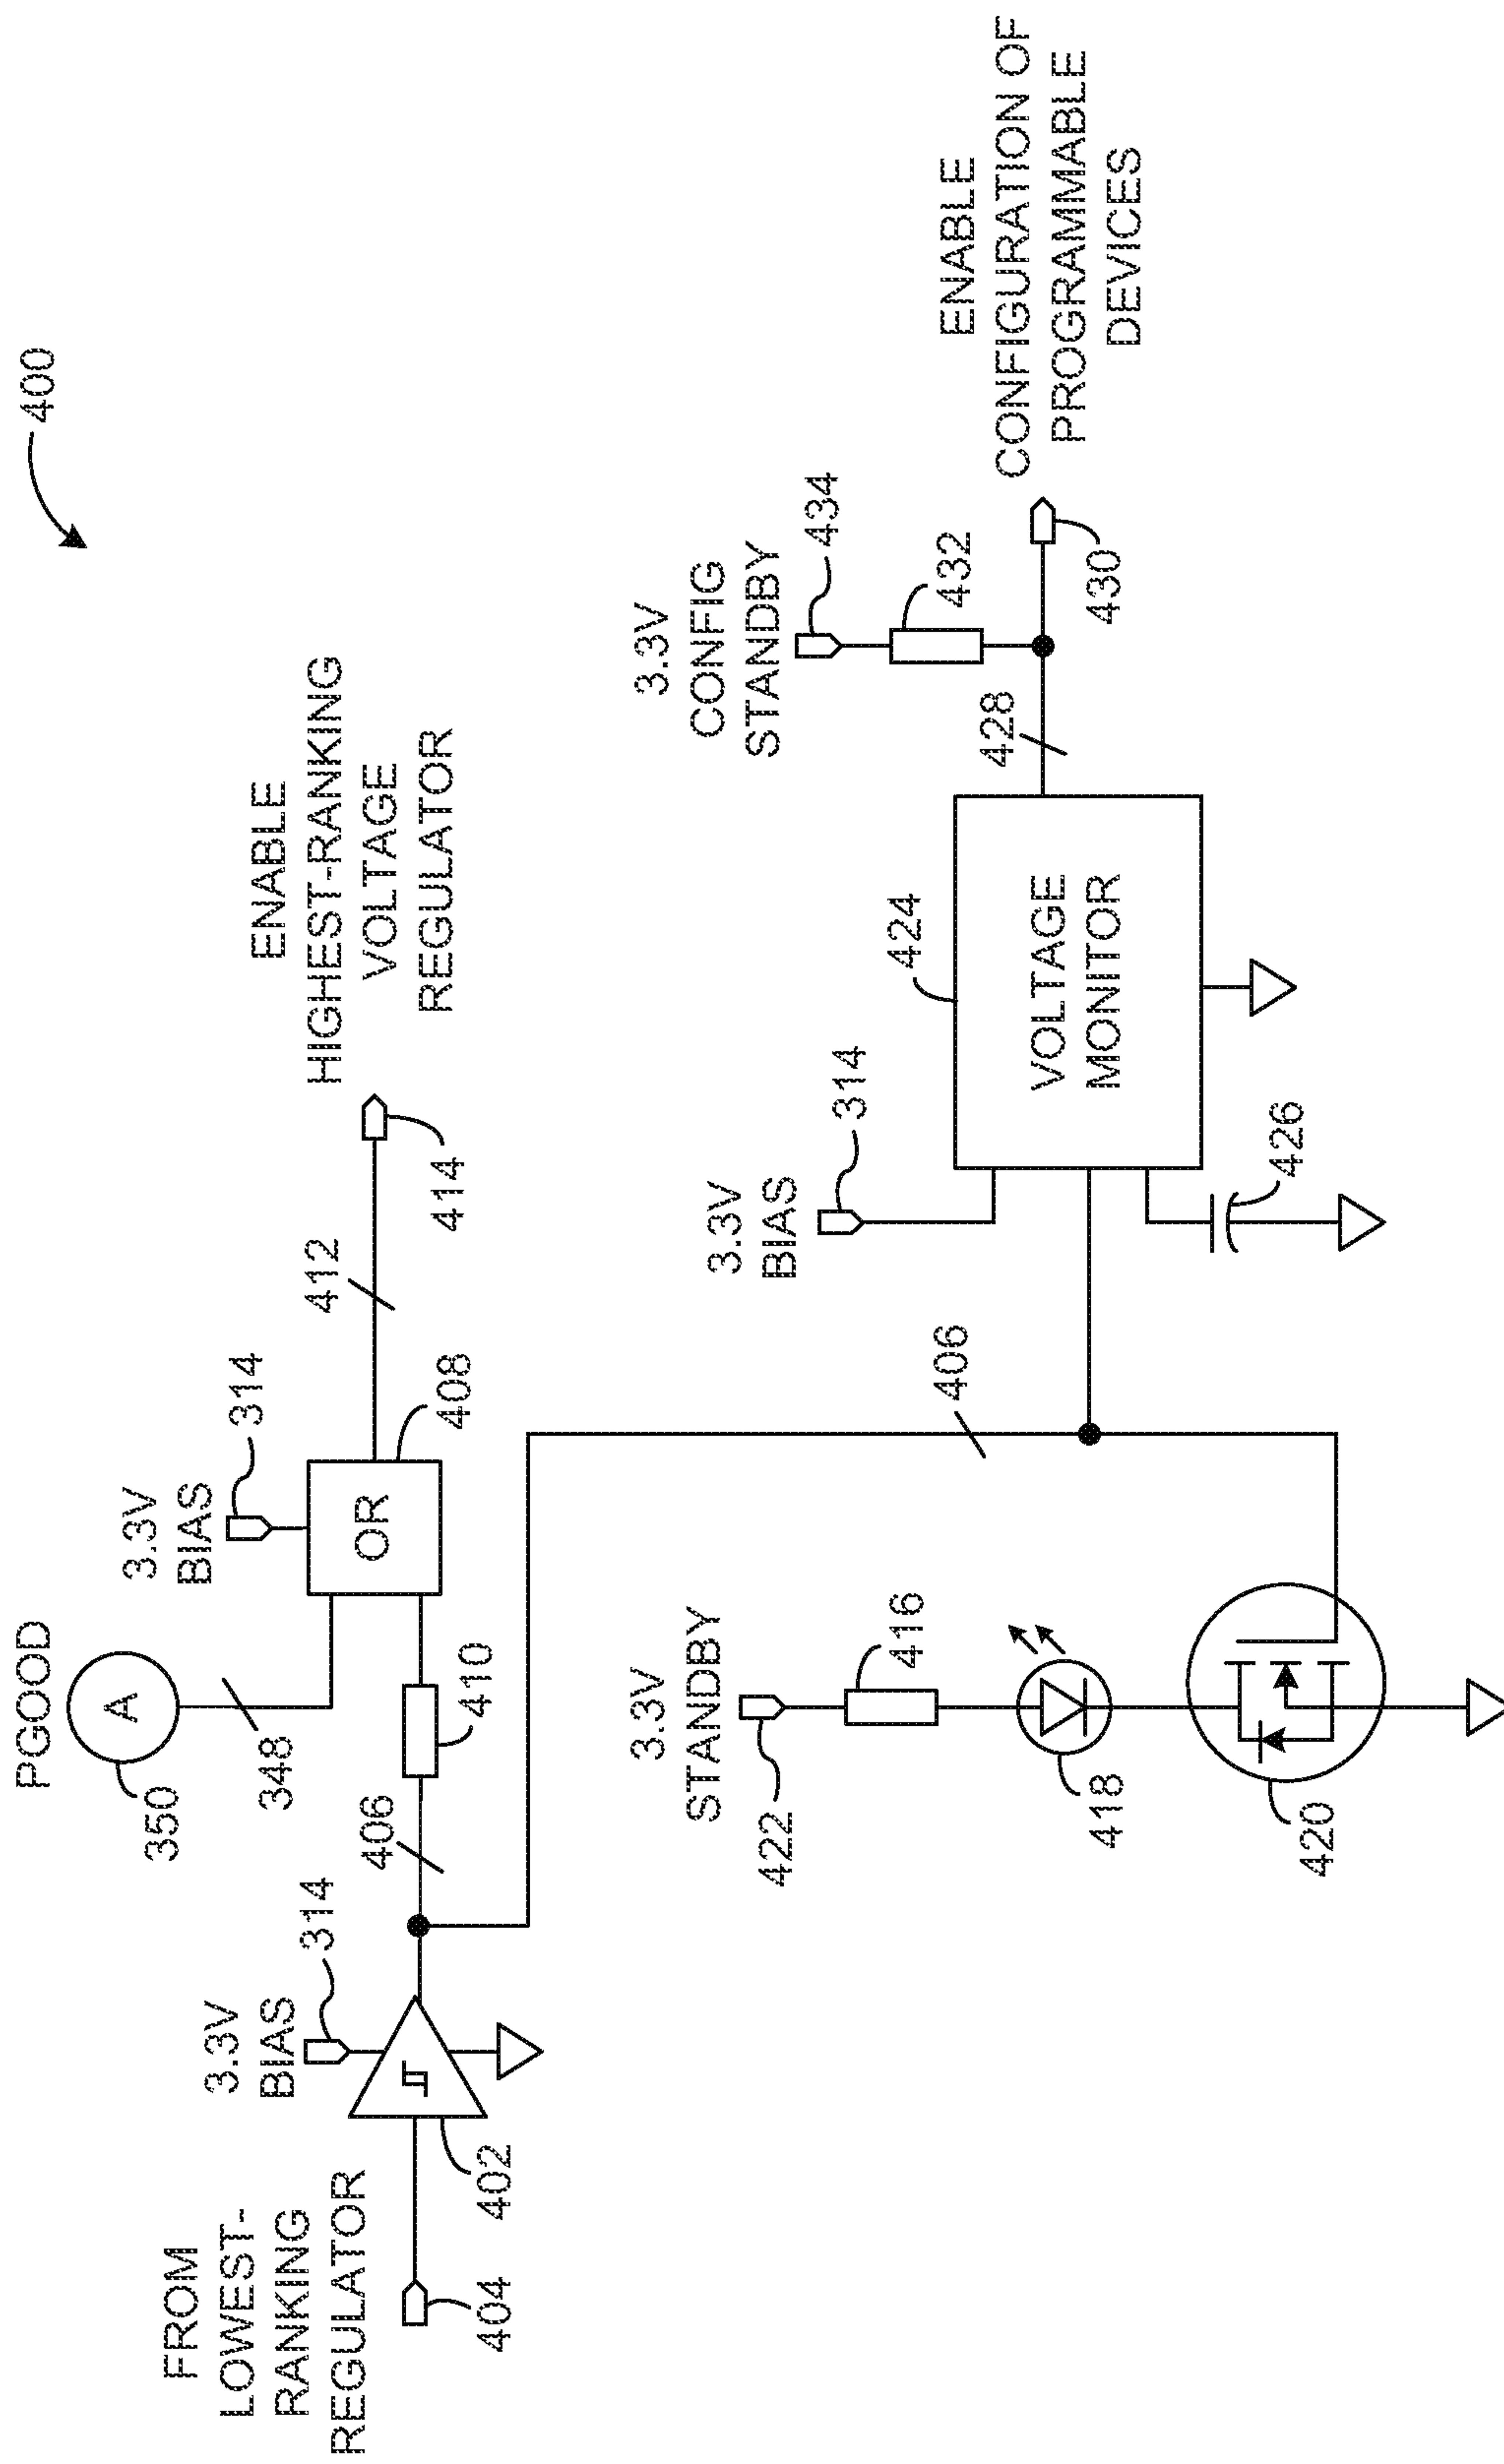 400
PGOOD
A
350
348
3.3V
BIAS
314
OR
408
412
414
ENABLE
HIGHEST-RANKING
VOLTAGE
REGULATOR
FROM
LOWEST-
RANKING
REGULATOR
404
402
3.3V
BIAS
314
406
410
3.3V
STANDBY
422
416
418
420
406
3.3V
BIAS
314
424
VOLTAGE
MONITOR
426
428
3.3V
CONFIG
STANDBY
434
432
430
ENABLE
CONFIGURATION OF
PROGRAMMABLE
DEVICES